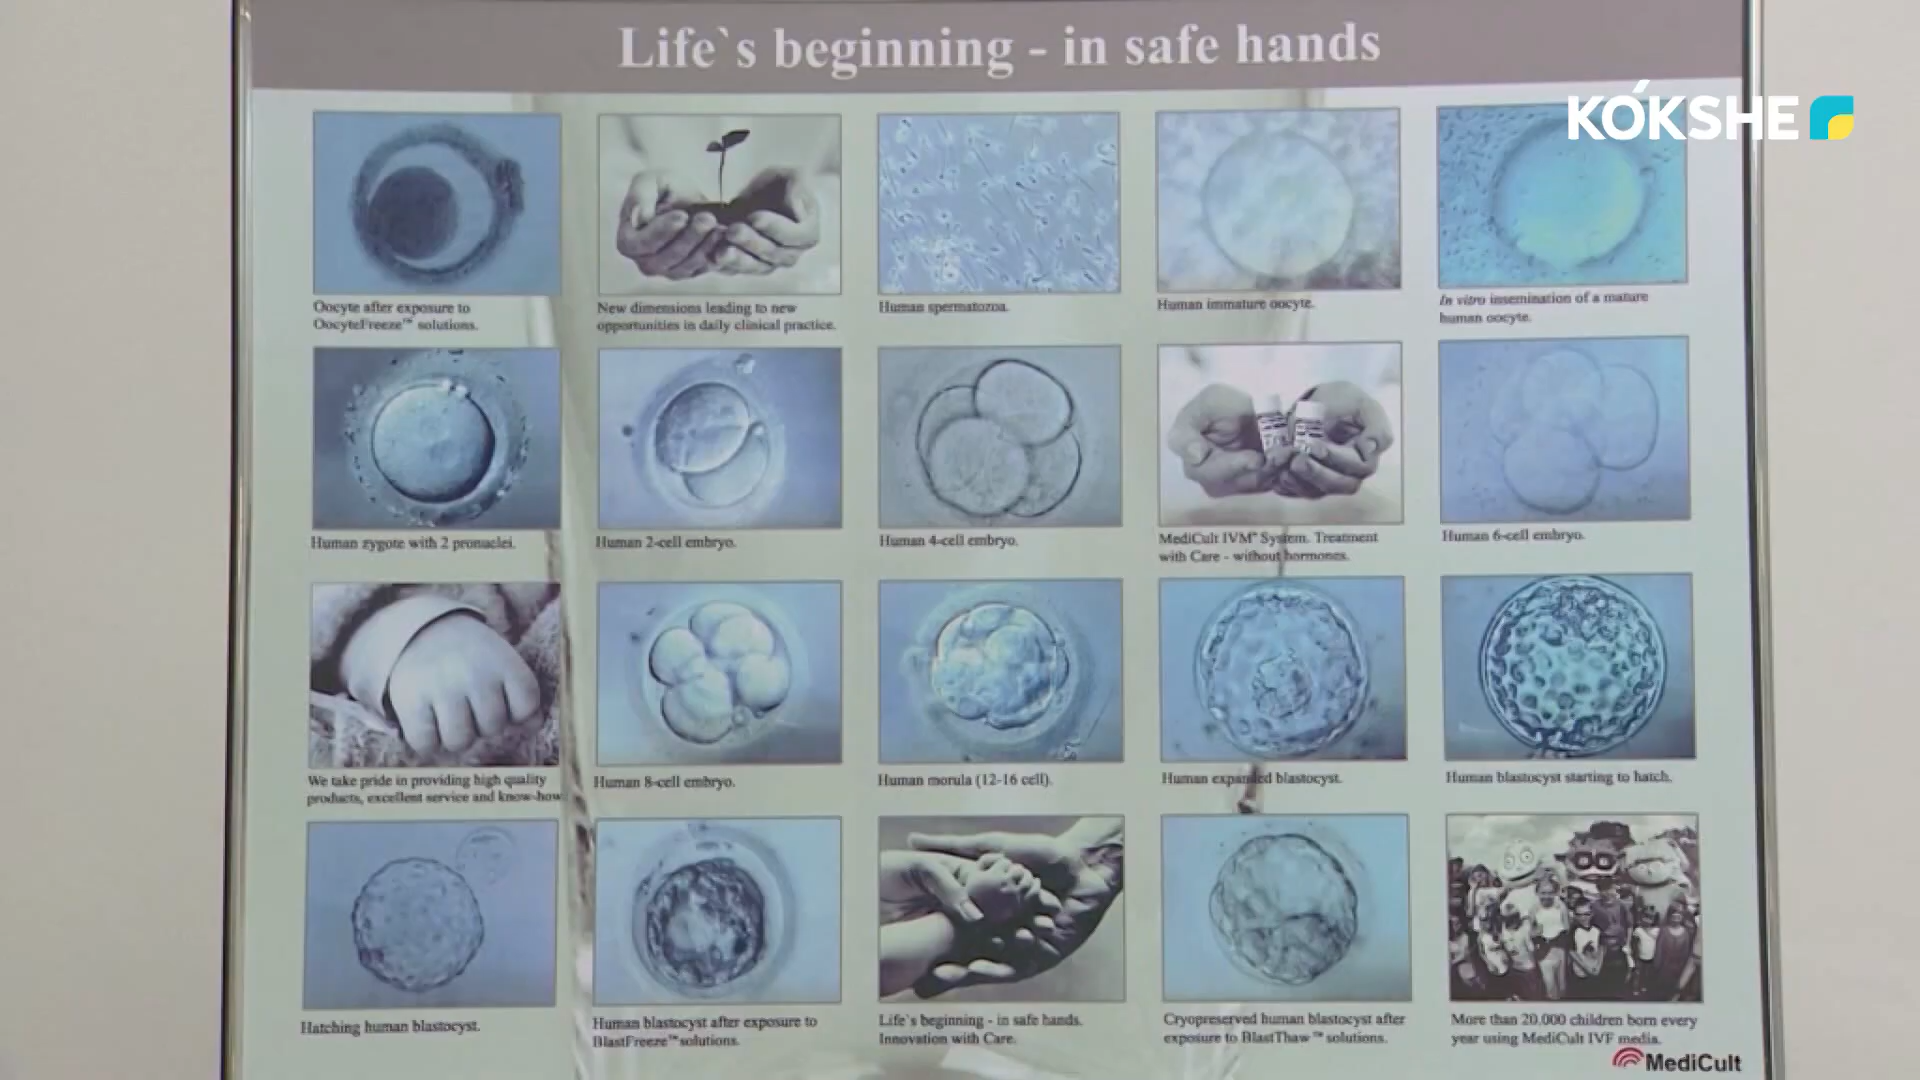 Life`s beginning - in safe hands
KÓKSHE
Oocyte after exposure to
OocyteFreeze™ solutions.
New dimensions leading to new
opportunities in daily clinical practice.
Human spermatozoa.
Human immature oocyte.
In vitro insemination of a mature
human oocyte.
Human zygote with 2 pronuclei.
Human 2-cell embryo.
Human 4-cell embryo.
MediCult IVM® System. Treatment
with Care - without hormones.
Human 6-cell embryo.
We take pride in providing high quality
products, excellent service and know-how.
Human 8-cell embryo.
Human morula (12-16 cell).
Human expanded blastocyst.
Human blastocyst starting to hatch.
Hatching human blastocyst.
Human blastocyst after exposure to
BlastFreeze™ solutions.
Life`s beginning - in safe hands.
Innovation with Care.
Cryopreserved human blastocyst after
exposure to BlastThaw™ solutions.
More than 20.000 children born every
year using MediCult IVF media.
MediCult